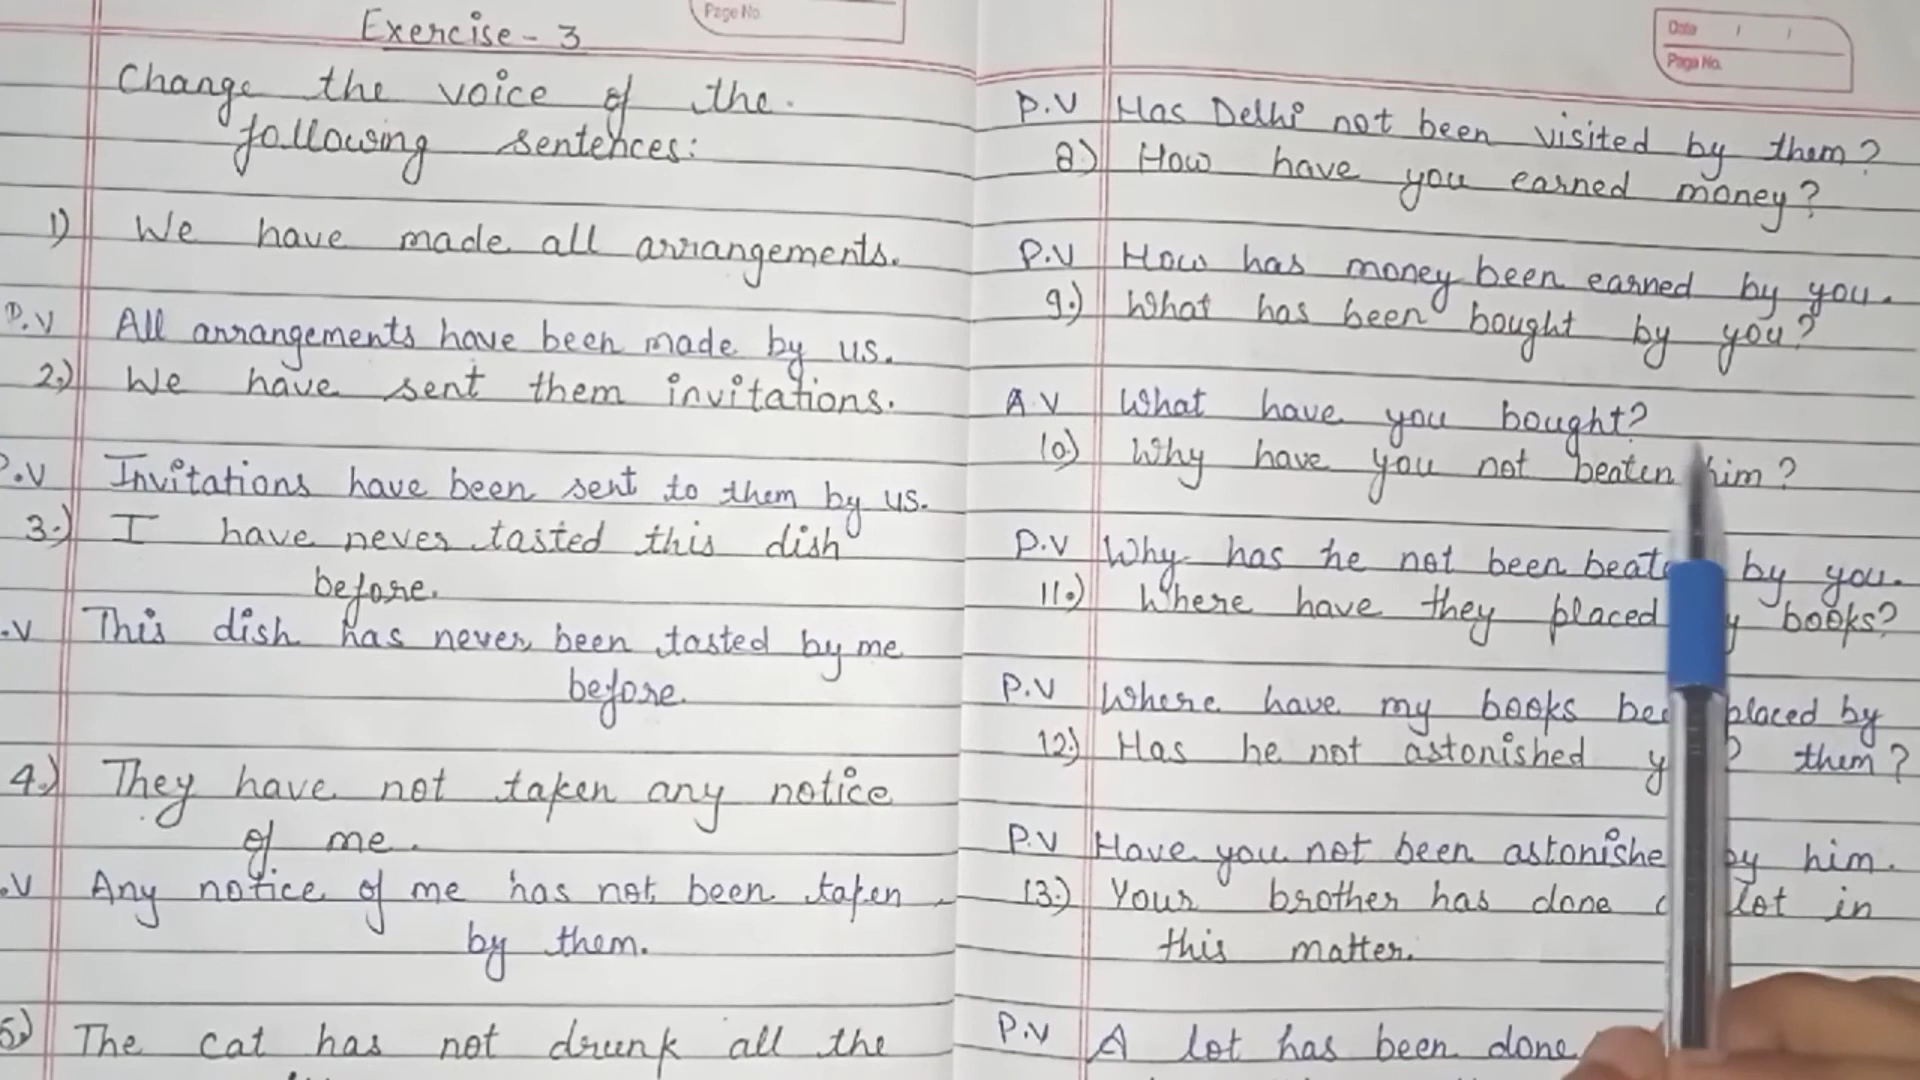 Exercise - 3
Page No.
Change the voice of the
following sentences:
1) We have made all arrangements.
P.V All arrangements have been made by us.
2.) We have sent them invitations.
P.V Invitations have been sent to them by us.
3.) I have never tasted this dish
before.
.V This dish has never been tasted by me
before.
4.) They have not taken any notice
of me.
.V Any notice of me has not been taken
by them.
5.) The cat has not drunk all the
Date / /
Page No.
P.V Has Delhi not been visited by them?
8.) How have you earned money?
P.V How has money been earned by you.
9.) What has been bought by you?
A.V What have you bought?
10.) Why have you not beaten him?
P.V Why has he not been beate by you.
11.) Where have they placed books?
P.V Where have my books bee placed by
12.) Has he not astonished y ? them?
P.V Have you not been astonishe by him.
13.) Your brother has done a lot in
this matter.
P.V A lot has been done